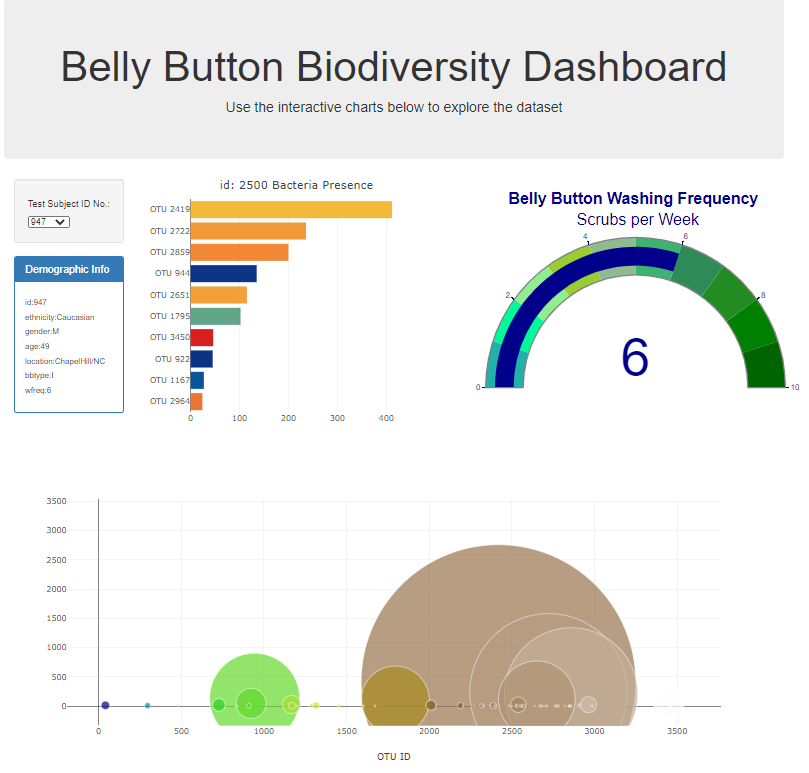 Belly Button Biodiversity Dashboard
Use the interactive charts below to explore the dataset
Test Subject ID No.:
947
Demographic Info
id:947
ethnicity:Caucasian
gender:M
age:49
location:ChapelHill/NC
bbtype:I
wfreq:6
id: 2500 Bacteria Presence
OTU 2419
OTU 2722
OTU 2859
OTU 944
OTU 2651
OTU 1795
OTU 3450
OTU 922
OTU 1167
OTU 2964
0 100 200 300 400
Belly Button Washing Frequency
Scrubs per Week
0
2
4
6
8
10
6
3500
3000
2500
2000
1500
1000
500
0
0 500 1000 1500 2000 2500 3000 3500
OTU ID